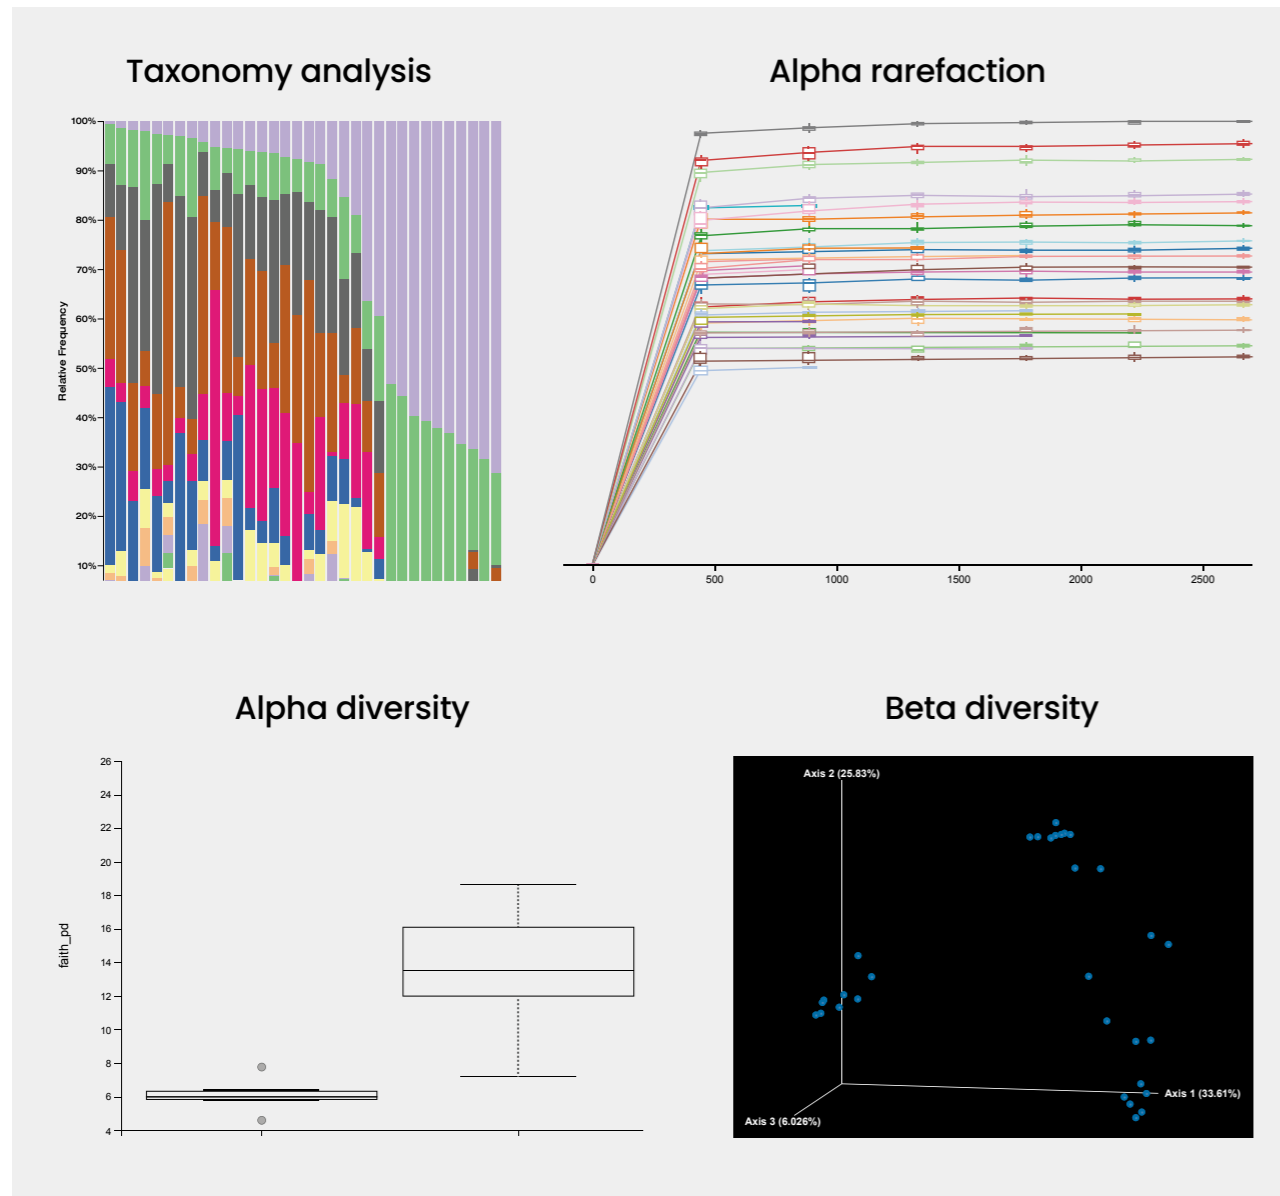 Taxonomy analysis
100%
90%
80%
70%
60%
50%
40%
30%
20%
10%
Relative Frequency
Alpha rarefaction
0 500 1000 1500 2000 2500
Alpha diversity
26
24
22
20
18
16
14
12
10
8
6
4
faith_pd
Beta diversity
Axis 2 (25.83%)
Axis 1 (33.61%)
Axis 3 (6.026%)